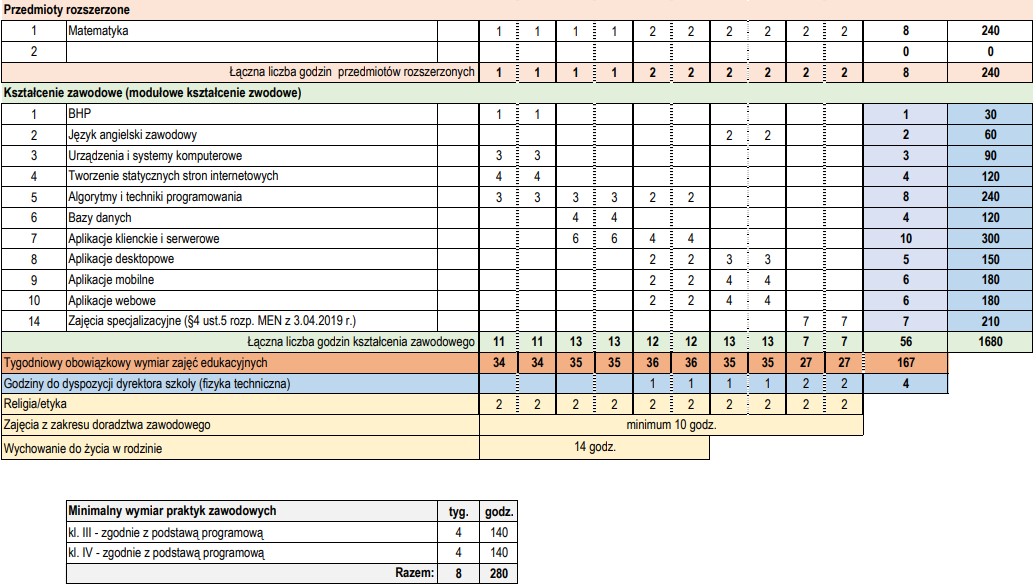 Przedmioty rozszerzone
1 Matematyka 1 1 1 1 2 2 2 2 2 2 8 240
2 0 0
Łączna liczba godzin przedmiotów rozszerzonych 1 1 1 1 2 2 2 2 2 2 8 240
Kształcenie zawodowe (modułowe kształcenie zwodowe)
1 BHP 1 1 1 30
2 Język angielski zawodowy 2 2 2 60
3 Urządzenia i systemy komputerowe 3 3 3 90
4 Tworzenie statycznych stron internetowych 4 4 4 120
5 Algorytmy i techniki programowania 3 3 3 3 2 2 8 240
6 Bazy danych 4 4 4 120
7 Aplikacje klienckie i serwerowe 6 6 4 4 10 300
8 Aplikacje desktopowe 2 2 3 3 5 150
9 Aplikacje mobilne 2 2 4 4 6 180
10 Aplikacje webowe 2 2 4 4 6 180
14 Zajęcia specjalizacyjne (§4 ust.5 rozp. MEN z 3.04.2019 r.) 7 7 7 210
Łączna liczba godzin kształcenia zawodowego 11 11 13 13 12 12 13 13 7 7 56 1680
Tygodniowy obowiązkowy wymiar zajęć edukacyjnych 34 34 35 35 36 36 35 35 27 27 167
Godziny do dyspozycji dyrektora szkoły (fizyka techniczna) 1 1 1 1 2 2 4
Religia/etyka 2 2 2 2 2 2 2 2 2 2
Zajęcia z zakresu doradztwa zawodowego minimum 10 godz.
Wychowanie do życia w rodzinie 14 godz.
Minimalny wymiar praktyk zawodowych tyg. godz.
kl. III - zgodnie z podstawą programową 4 140
kl. IV - zgodnie z podstawą programową 4 140
Razem: 8 280